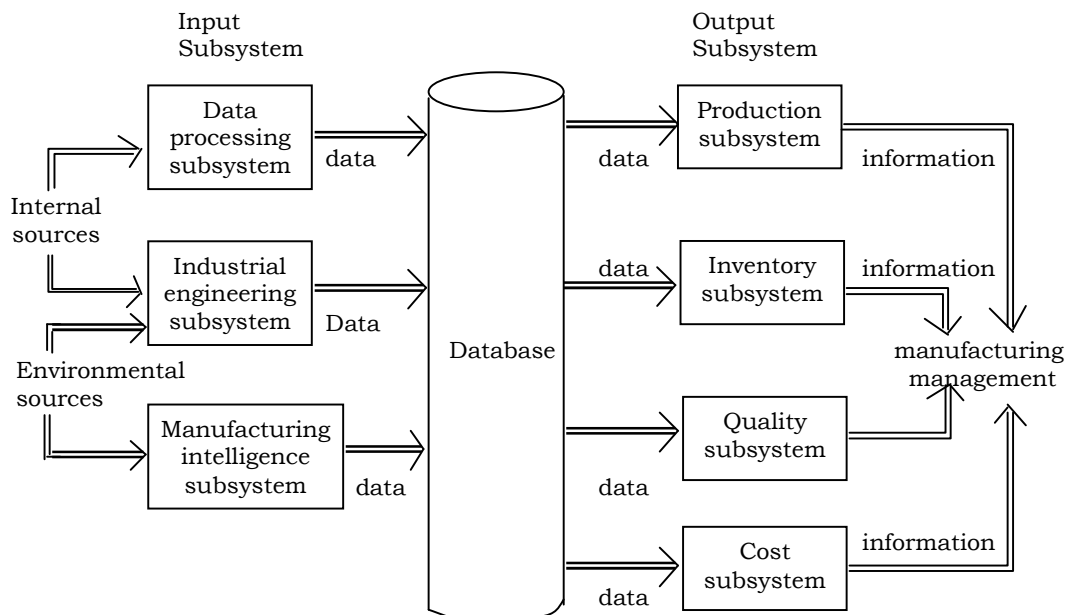 Input
Subsystem
Output
Subsystem
Data
processing
subsystem
data
Production
subsystem
data
information
Internal
sources
Industrial
engineering
subsystem
Data
data
Inventory
subsystem
information
Environmental
sources
Database
manufacturing
management
Manufacturing
intelligence
subsystem
data
Quality
subsystem
data
Cost
subsystem
data
information